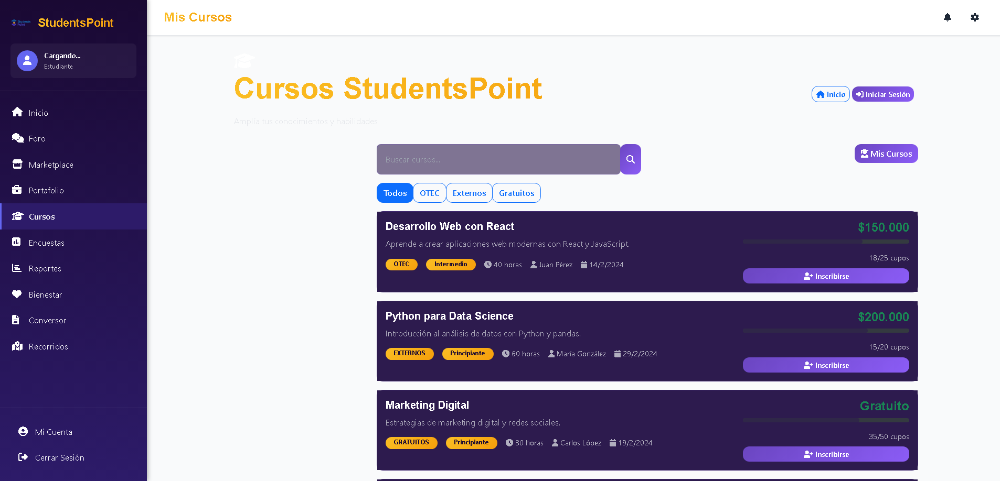 Students
Point
StudentsPoint
Cargando...
Estudiante
Inicio
Foro
Marketplace
Portafolio
Cursos
Encuestas
Reportes
Bienestar
Conversor
Recorridos
Mi Cuenta
Cerrar Sesión
Mis Cursos
Cursos StudentsPoint
Amplía tus conocimientos y habilidades
Inicio
Iniciar Sesión
Buscar cursos...
Mis Cursos
Todos
OTEC
Externos
Gratuitos
Desarrollo Web con React
$150.000
Aprende a crear aplicaciones web modernas con React y JavaScript.
18/25 cupos
OTEC Intermedio 40 horas Juan Pérez 14/2/2024
Inscribirse
Python para Data Science
$200.000
Introducción al análisis de datos con Python y pandas.
15/20 cupos
EXTERNOS Principiante 60 horas María González 29/2/2024
Inscribirse
Marketing Digital
Gratuito
Estrategias de marketing digital y redes sociales.
35/50 cupos
GRATUITOS Principiante 30 horas Carlos López 19/2/2024
Inscribirse